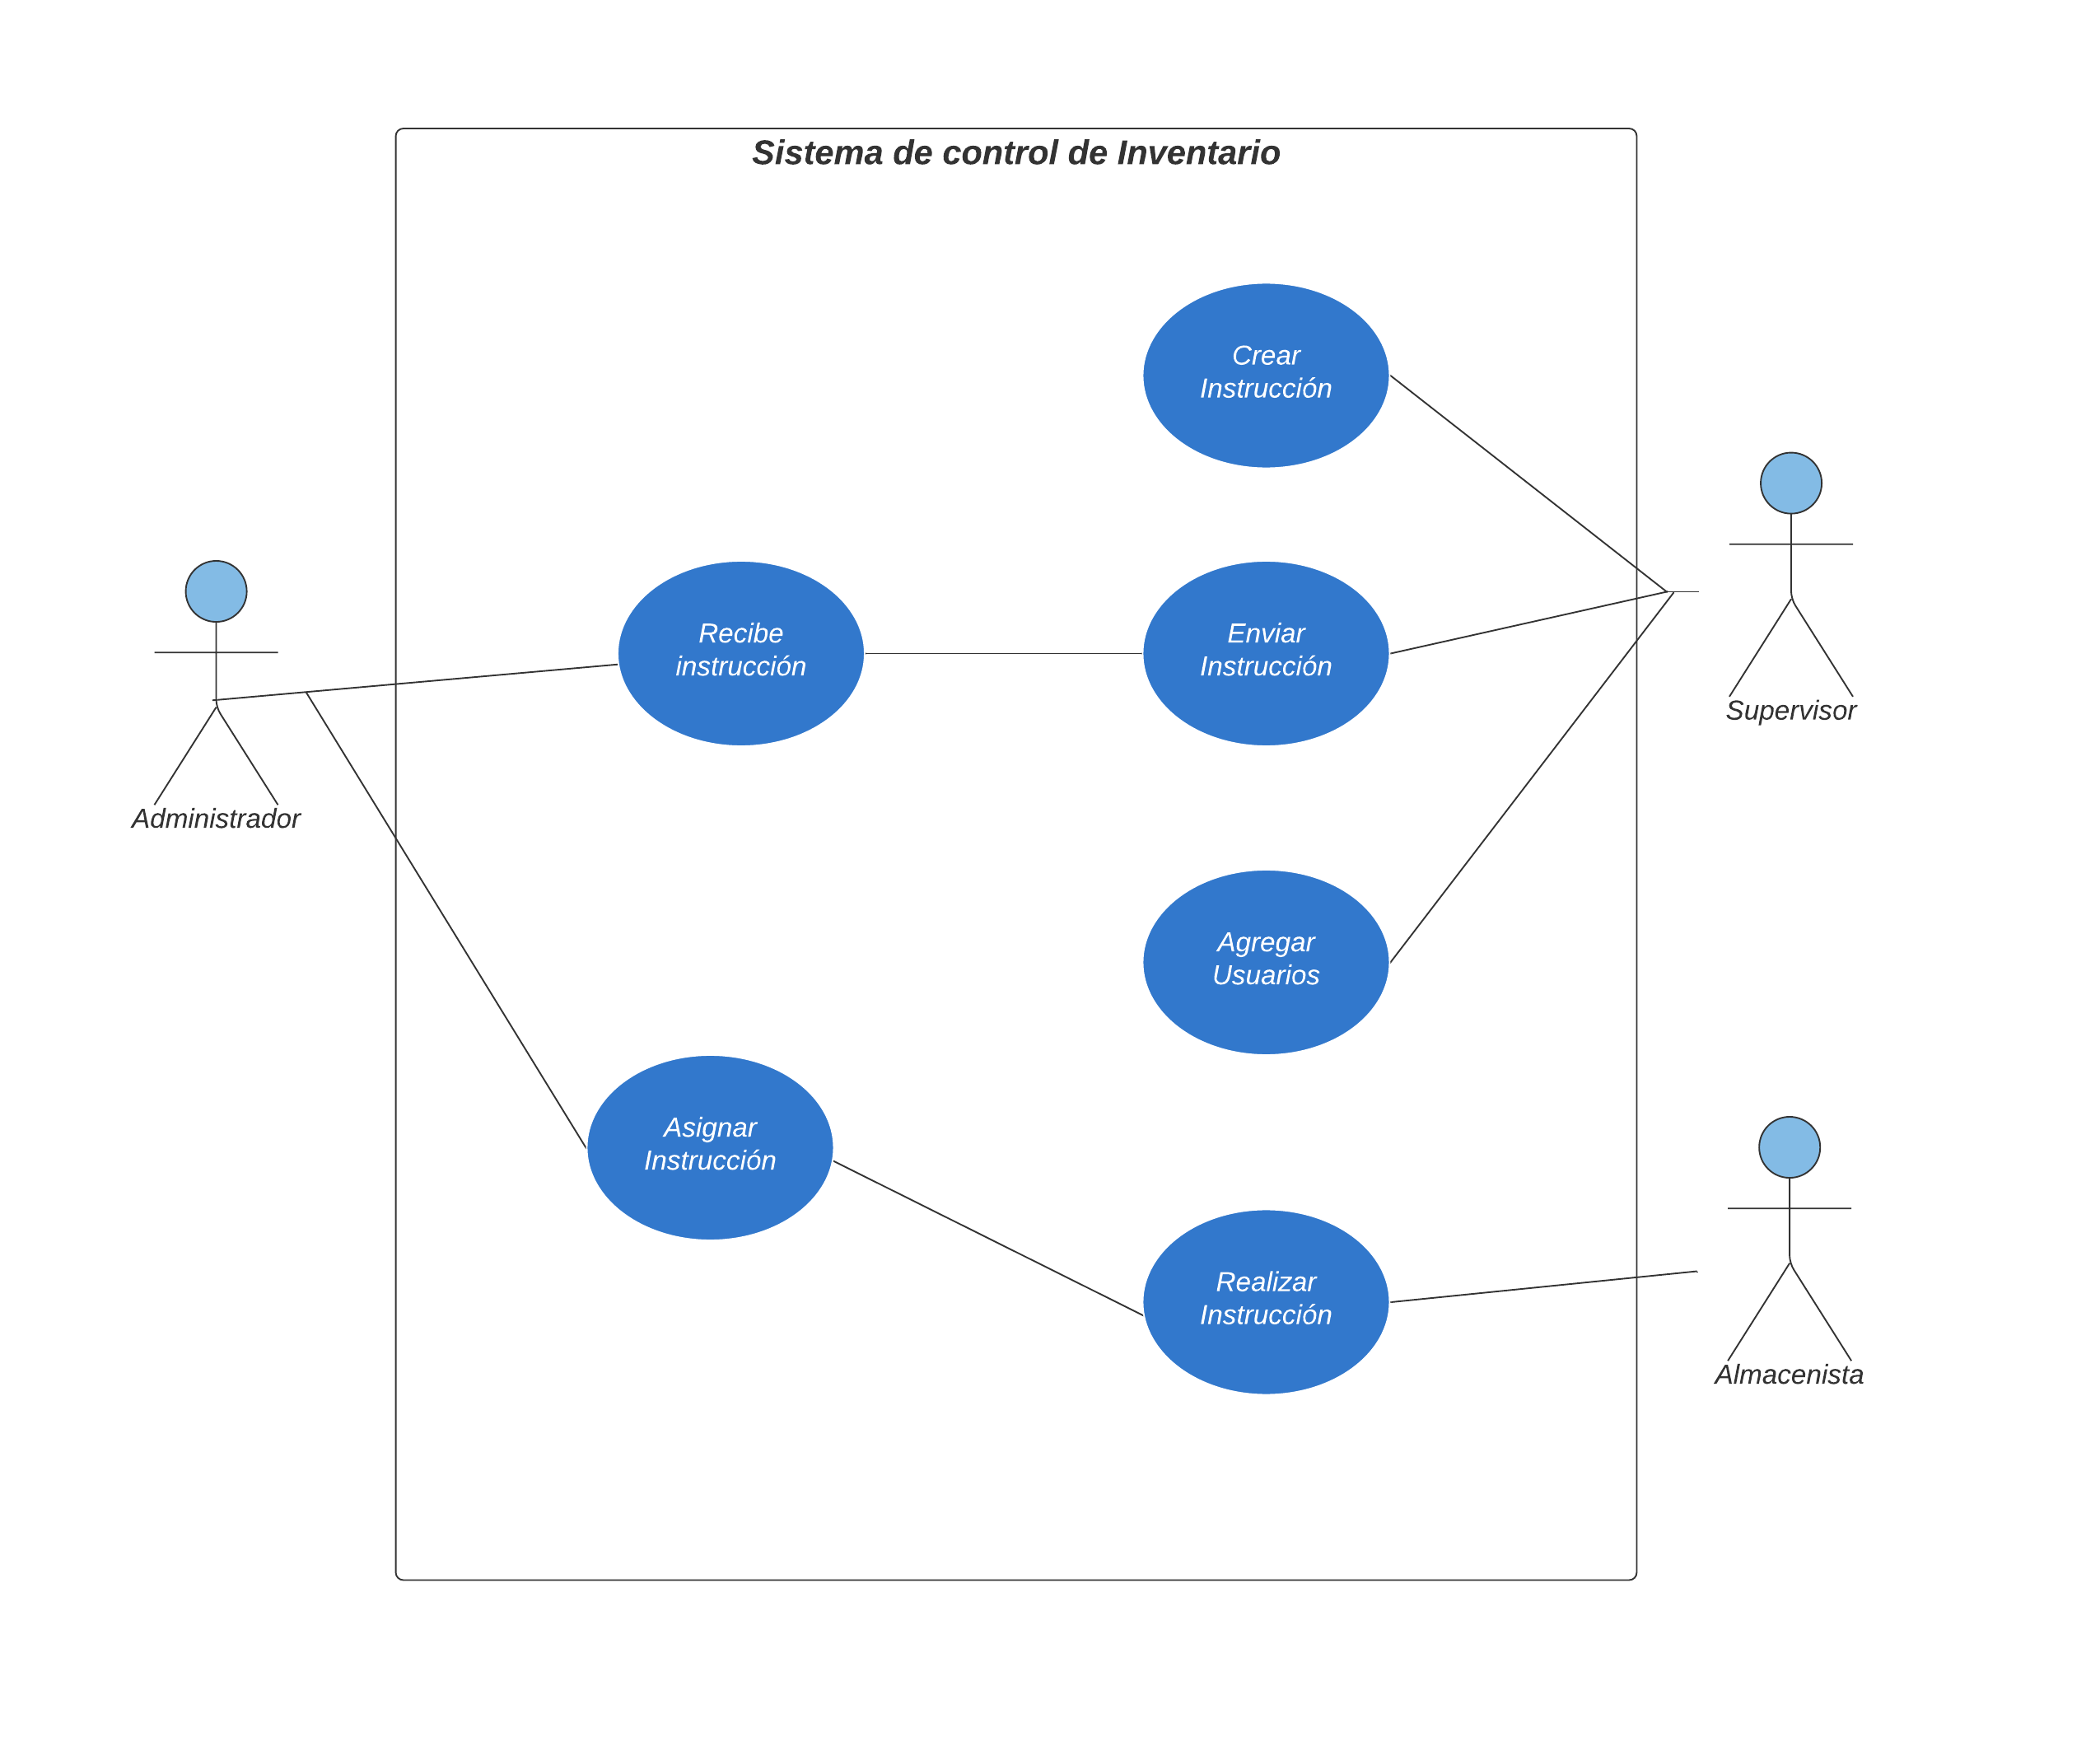 Sistema de control de Inventario
Crear
Instrucción
Recibe
instrucción
Enviar
Instrucción
Supervisor
Administrador
Agregar
Usuarios
Asignar
Instrucción
Realizar
Instrucción
Almacenista